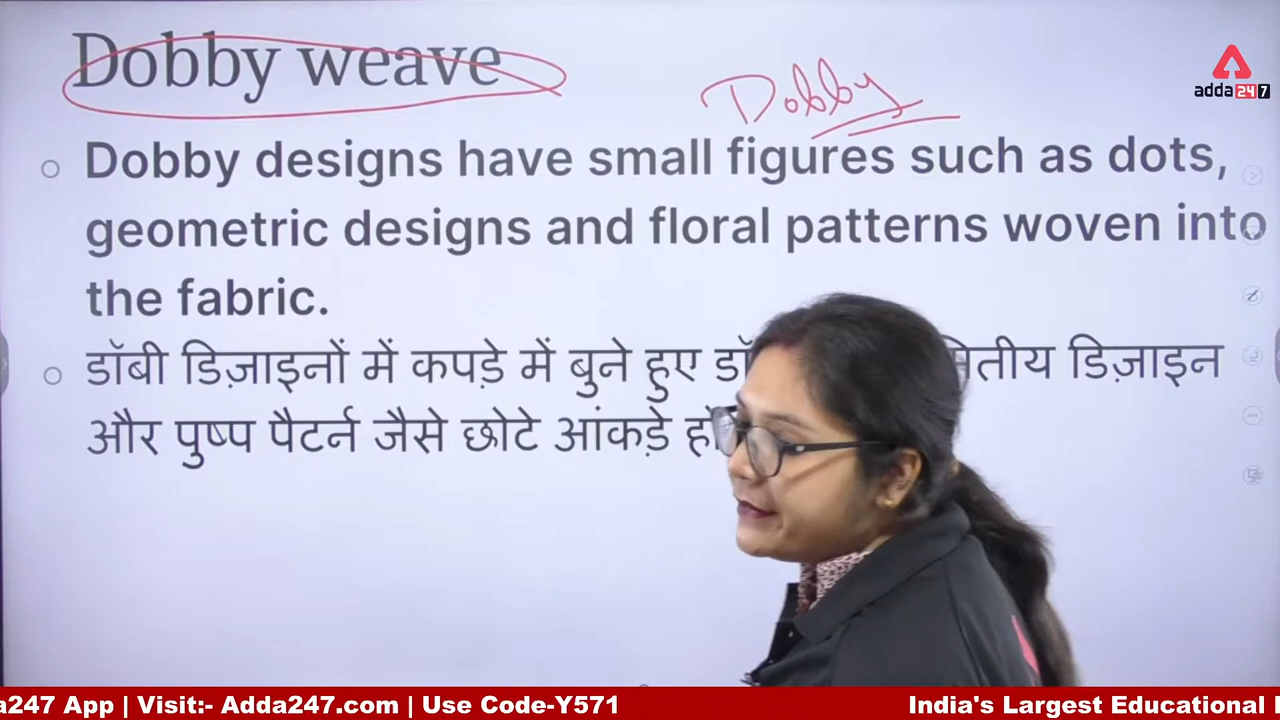 Dobby weave
Dobby
adda247
Dobby designs have small figures such as dots,
geometric designs and floral patterns woven into
the fabric.
डॉबी डिज़ाइनों में कपड़े में बुने हुए डिज़ाइन
और पुष्प पैटर्न जैसे छोटे आंकड़े
a247 App | Visit:- Adda247.com | Use Code-Y571
India's Largest Educational